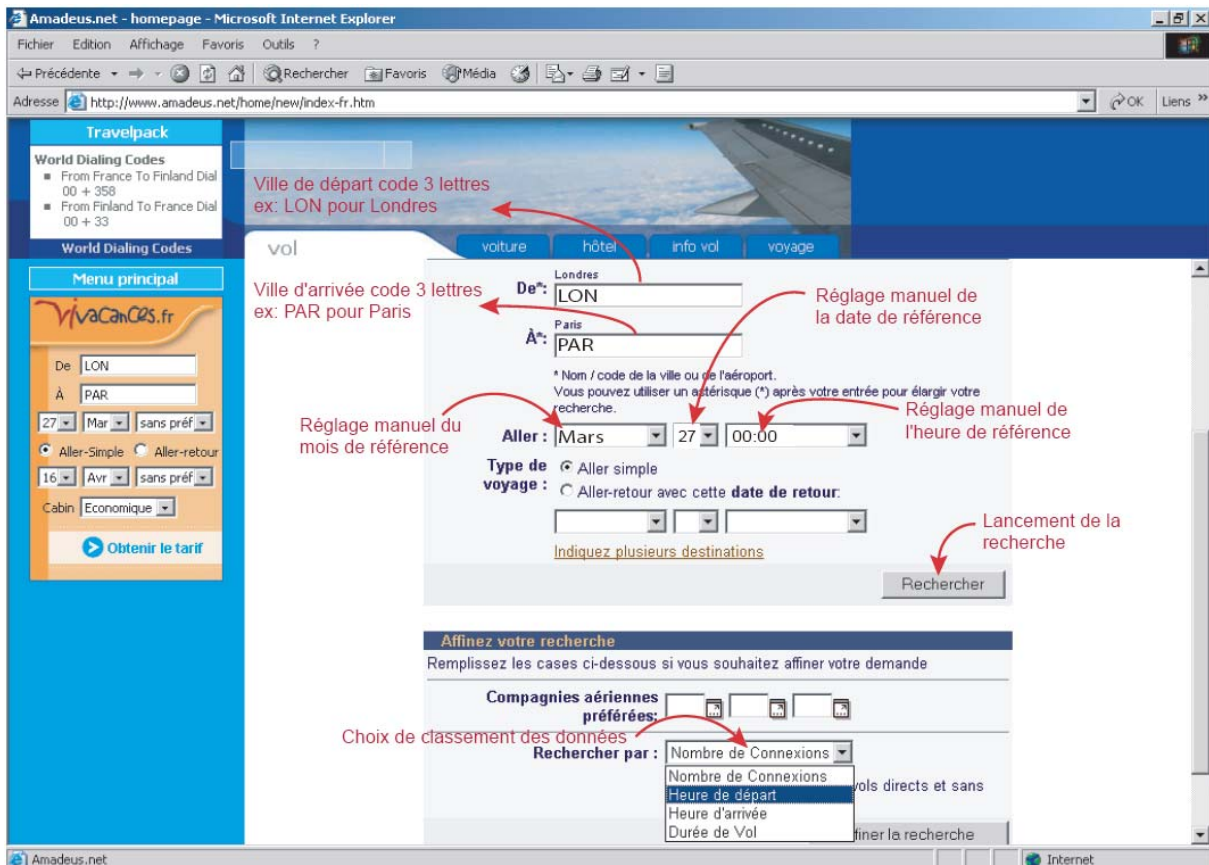 Amadeus.net - homepage - Microsoft Internet Explorer
Fichier Edition Affichage Favoris Outils ?
Précédente Rechercher Favoris Média
Adresse http://www.amadeus.net/home/new/index-fr.htm OK Liens »
Travelpack
World Dialing Codes
From France To Finland Dial
00 + 358
From Finland To France Dial
00 + 33
World Dialing Codes
Menu principal
Vivacances.fr
De LON
À PAR
27 Mar sans préf
Aller-Simple Aller-retour
16 Avr sans préf
Cabin Economique
Obtenir le tarif
Ville de départ code 3 lettres
ex: LON pour Londres
vol voiture hôtel info vol voyage
Ville d'arrivée code 3 lettres
ex: PAR pour Paris
Londres
De*: LON
Paris
À*: PAR
Réglage manuel de
la date de référence
* Nom / code de la ville ou de l'aéroport.
Vous pouvez utiliser un astérisque (*) après votre entrée pour élargir votre
recherche.
Réglage manuel du
mois de référence
Réglage manuel de
l'heure de référence
Aller : Mars 27 00:00
Type de
voyage :
Aller simple
Aller-retour avec cette date de retour:
Indiquez plusieurs destinations
Lancement de la
recherche
Rechercher
Affinez votre recherche
Remplissez les cases ci-dessous si vous souhaitez affiner votre demande
Compagnies aériennes
préférées:
Choix de classement des données
Rechercher par : Nombre de Connexions
Nombre de Connexions
Heure de départ
Heure d'arrivée
Durée de Vol
vols directs et sans
finer la recherche
Amadeus.net Internet